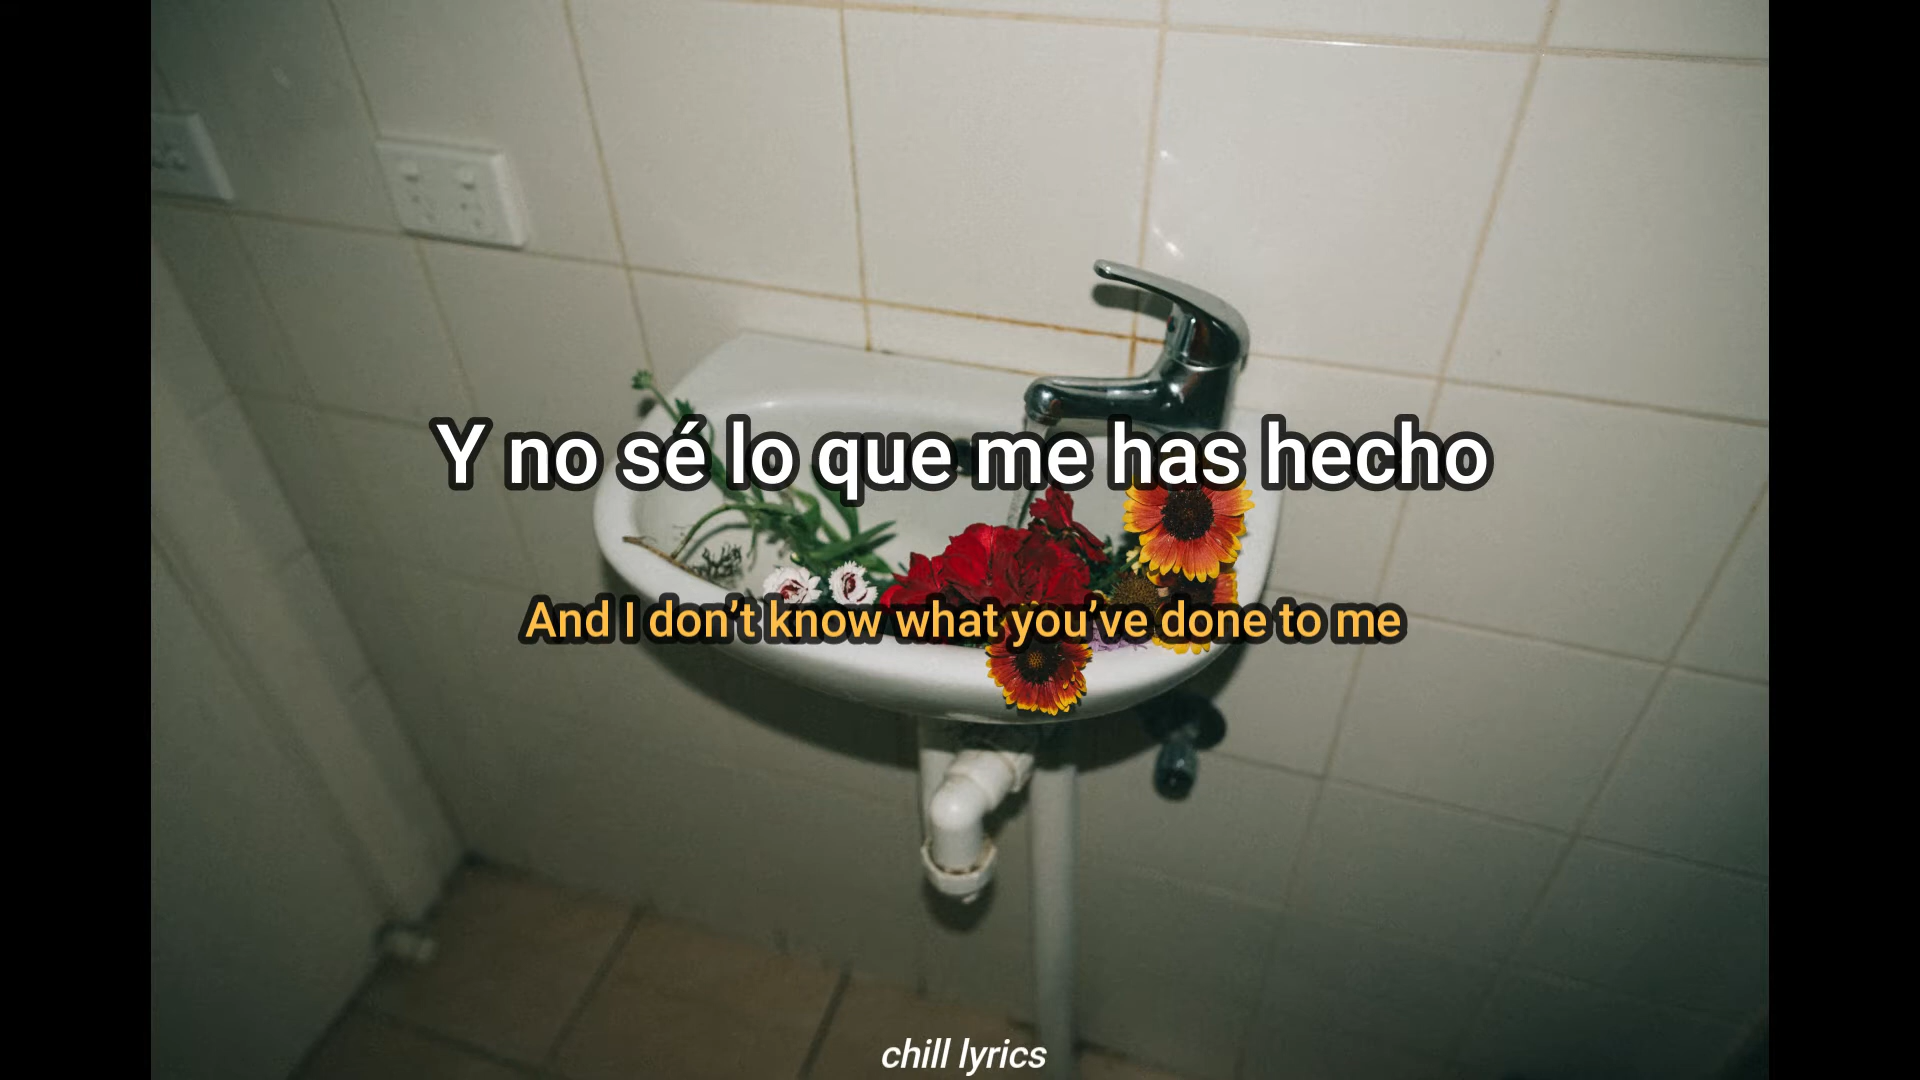 Y no sé lo que me has hecho
And I don’t know what you’ve done to me
chill lyrics